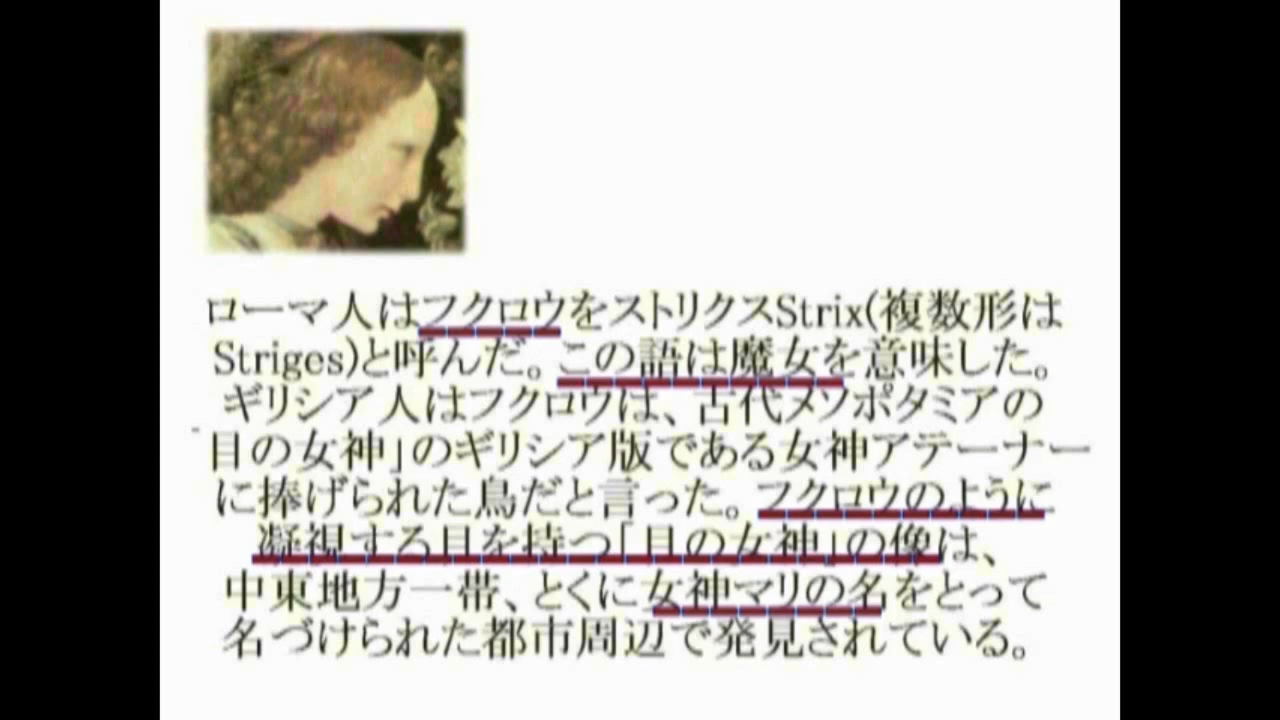 ローマ人はフクロウをストリクスStrix(複数形は
Striges)と呼んだ。この語は魔女を意味した。
ギリシア人はフクロウは、古代メソポタミアの
目の女神」のギリシア版である女神アテーナー
に捧げられた鳥だと言った。フクロウのように
凝視する目を持つ「目の女神」の像は、
中東地方一帯、とくに女神マリの名をとって
名づけられた都市周辺で発見されている。